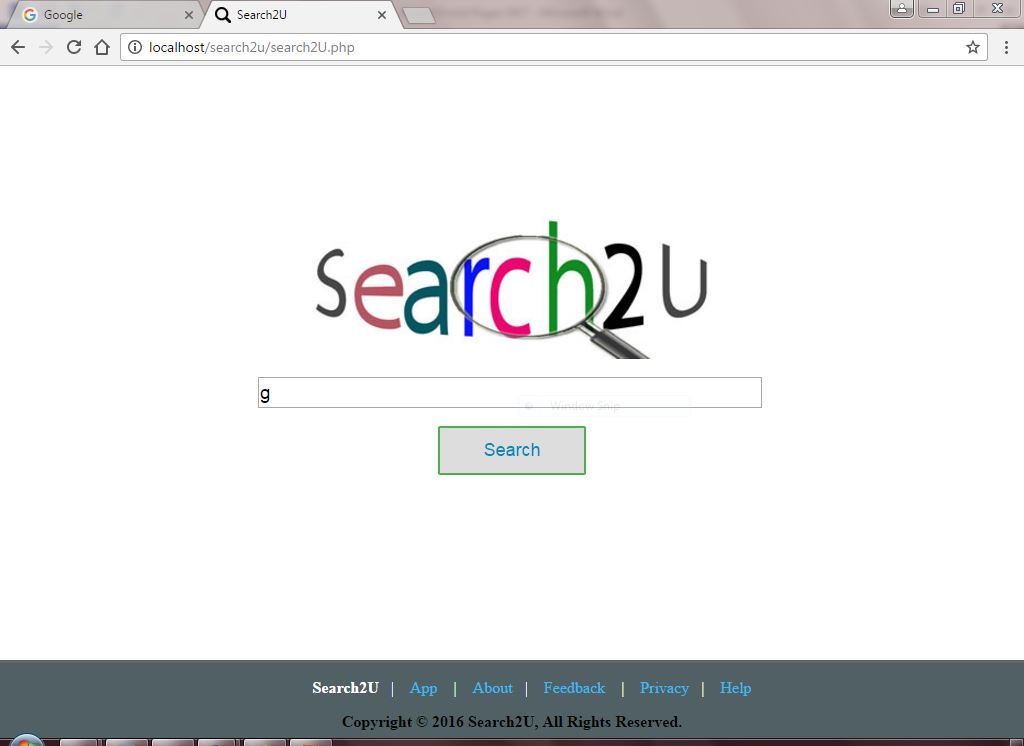 Google
Search2U
localhost/search2u/search2U.php
Search2U
g
Window Snip
Search
Search2U | App | About | Feedback | Privacy | Help
Copyright © 2016 Search2U, All Rights Reserved.